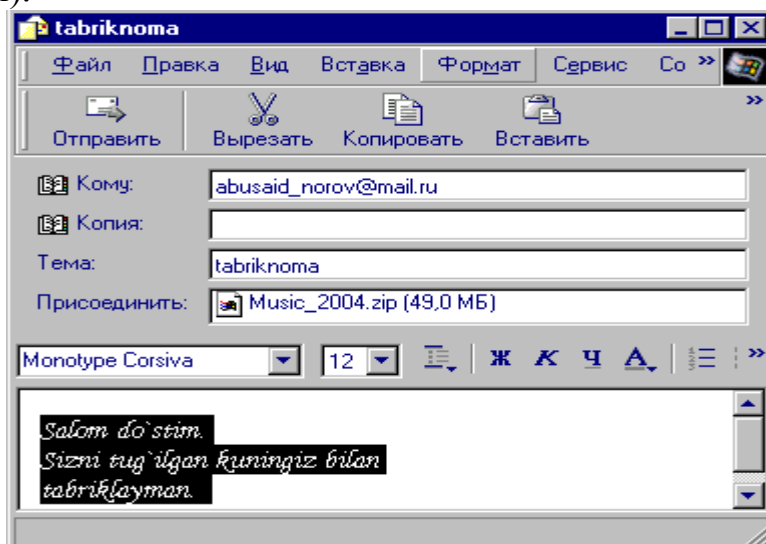 tabriknoma
Файл Правка Вид Вставка Формат Сервис Со »
»
Отправить Вырезать Копировать Вставить
Кому: abusaid_norov@mail.ru
Копия:
Тема: tabriknoma
Присоединить: Music_2004.zip (49,0 МБ)
Monotype Corsiva 12 Ж К Ч А »
Salom do`stim.
Sizni tug`ilgan kuningiz bilan
tabriklayman.